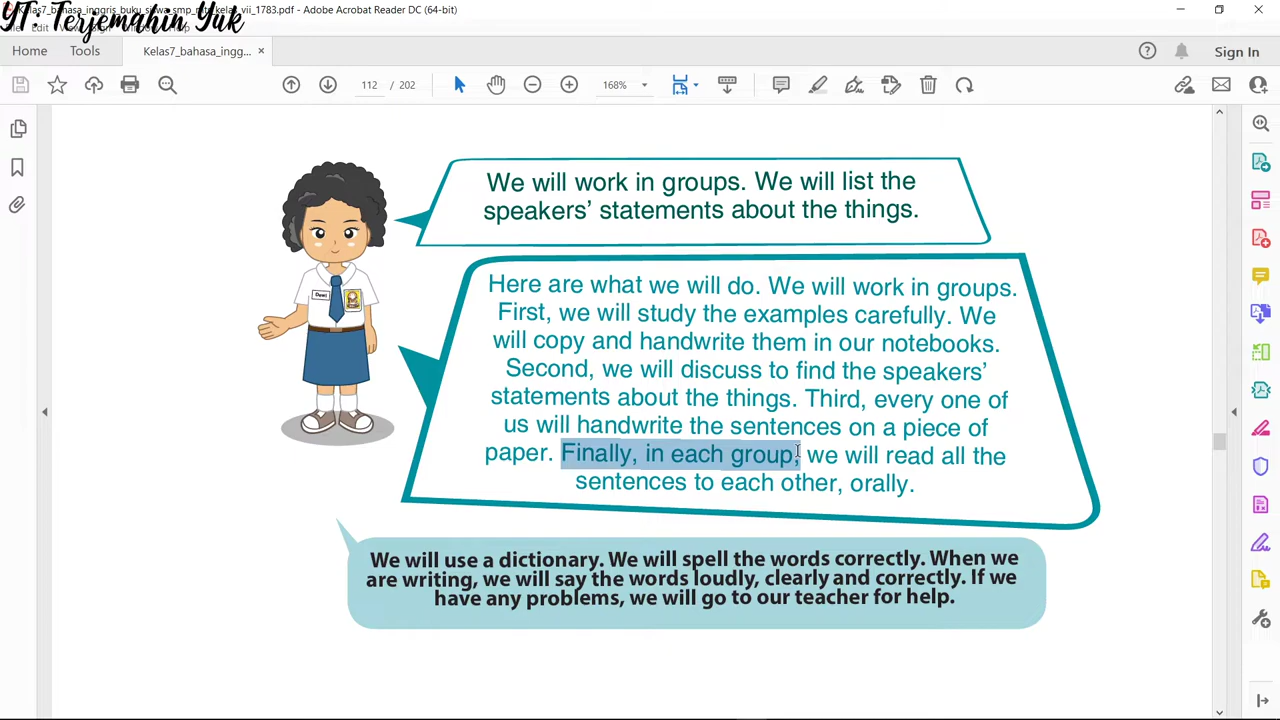 Kelas7_bahasa_inggris_buku_siswa_smp_mts_kelas_vii_1783.pdf - Adobe Acrobat Reader DC (64-bit)
YT: Terjemahin Yuk
Home Tools Kelas7_bahasa_ingg... × Sign In
112 / 202 168%
We will work in groups. We will list the
speakers' statements about the things.
Here are what we will do. We will work in groups.
First, we will study the examples carefully. We
will copy and handwrite them in our notebooks.
Second, we will discuss to find the speakers'
statements about the things. Third, every one of
us will handwrite the sentences on a piece of
paper. Finally, in each group, we will read all the
sentences to each other, orally.
Dewi
We will use a dictionary. We will spell the words correctly. When we
are writing, we will say the words loudly, clearly and correctly. If we
have any problems, we will go to our teacher for help.